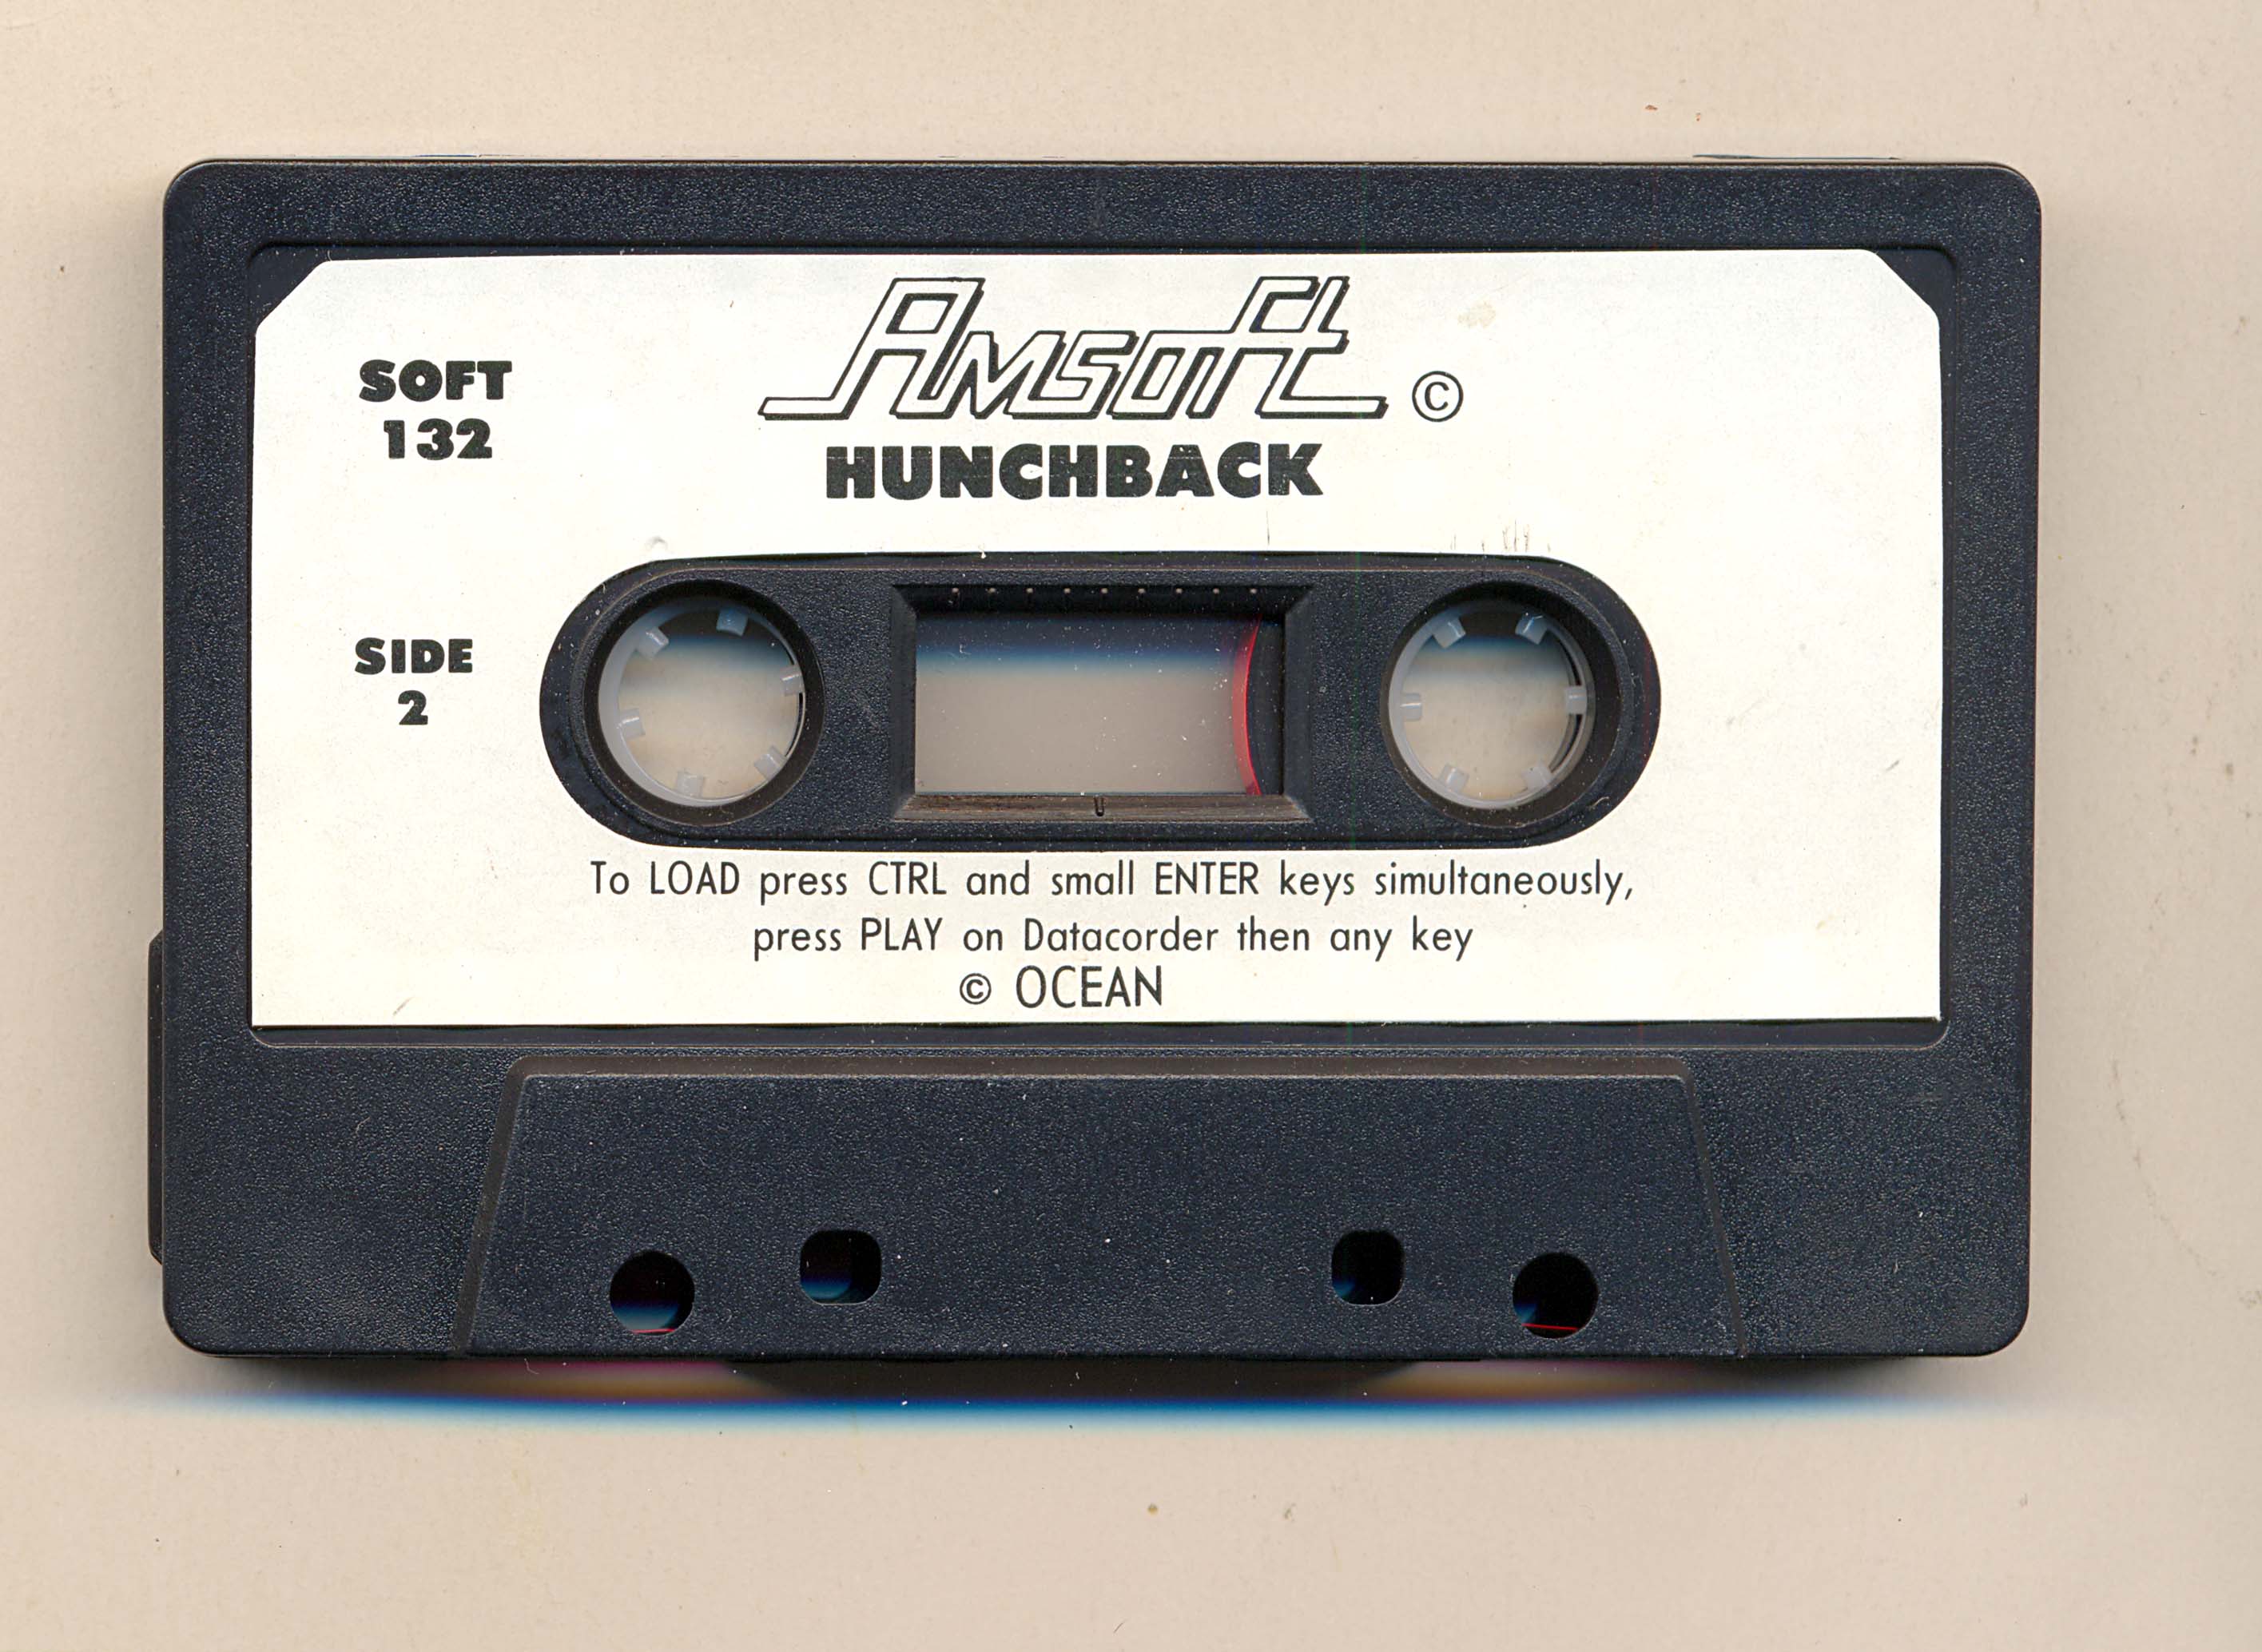 Amsoft ©
HUNCHBACK
SOFT
132
SIDE
2
To LOAD press CTRL and small ENTER keys simultaneously,
press PLAY on Datacorder then any key
© OCEAN